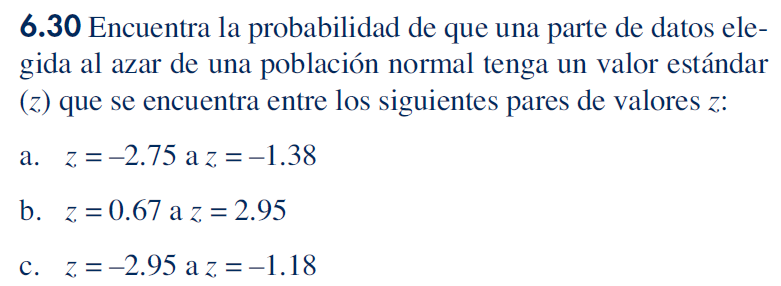 6.30 Encuentra la probabilidad de que una parte de datos ele-
gida al azar de una población normal tenga un valor estándar
(z) que se encuentra entre los siguientes pares de valores z:
a. z = –2.75 a z = –1.38
b. z = 0.67 a z = 2.95
c. z = –2.95 a z = –1.18